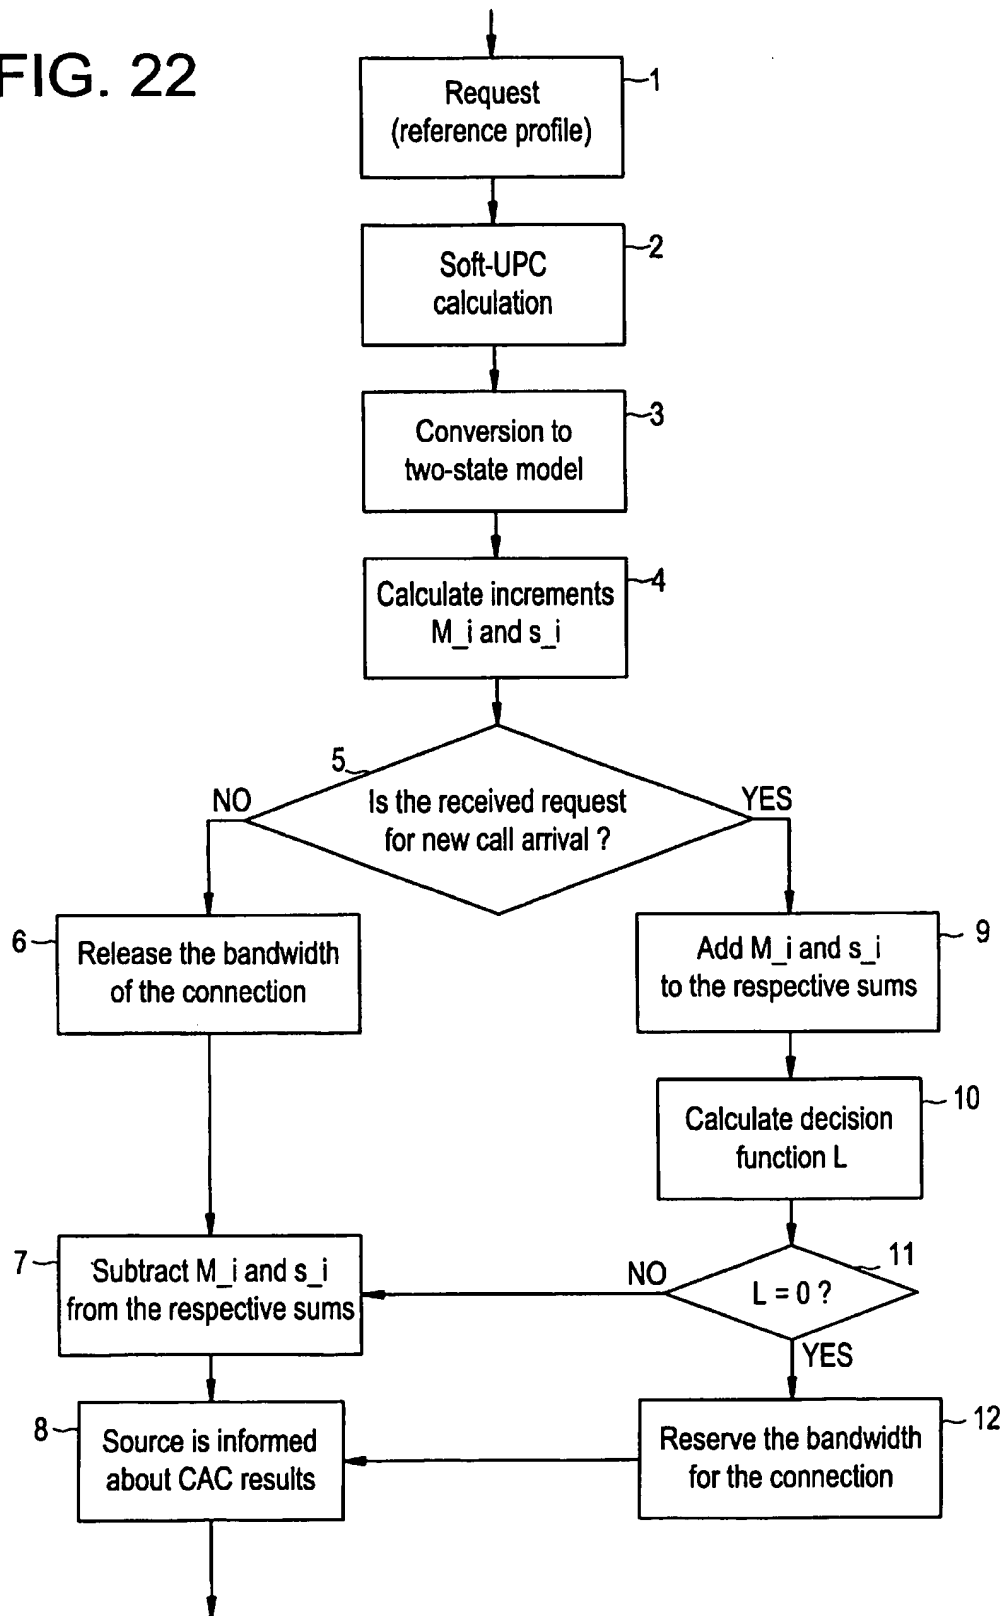 FIG. 22
1
Request
(reference profile)
2
Soft-UPC
calculation
3
Conversion to
two-state model
4
Calculate increments
M_i and s_i
5
Is the received request
for new call arrival ?
NO
YES
6
Release the bandwidth
of the connection
9
Add M_i and s_i
to the respective sums
10
Calculate decision
function L
7
Subtract M_i and s_i
from the respective sums
NO
11
L = 0 ?
YES
8
Source is informed
about CAC results
12
Reserve the bandwidth
for the connection